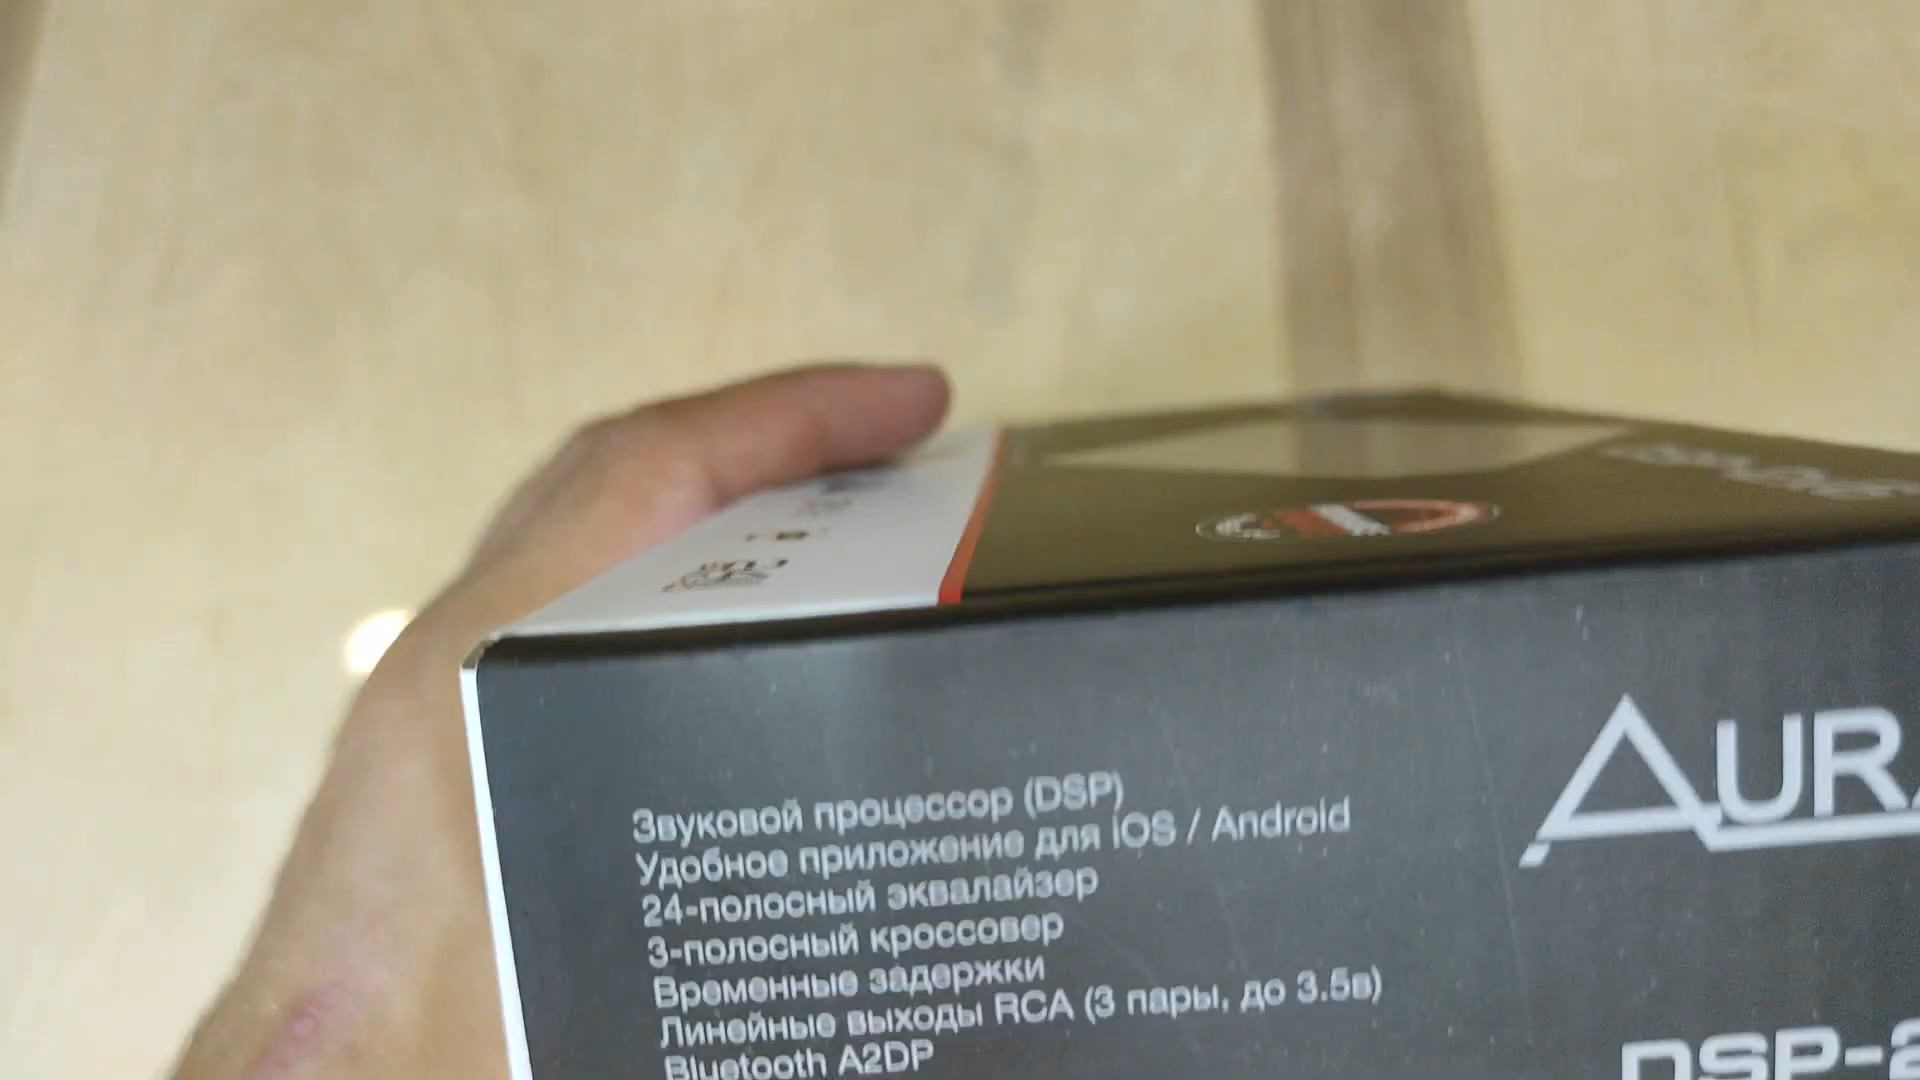 Звуковой процессор (DSP)
Удобное приложение для iOS / Android
24-полосный эквалайзер
3-полосный кроссовер
Временные задержки
Линейные выходы RCA (3 пары, до 3.5в)
Bluetooth A2DP
AURA
DSP-2